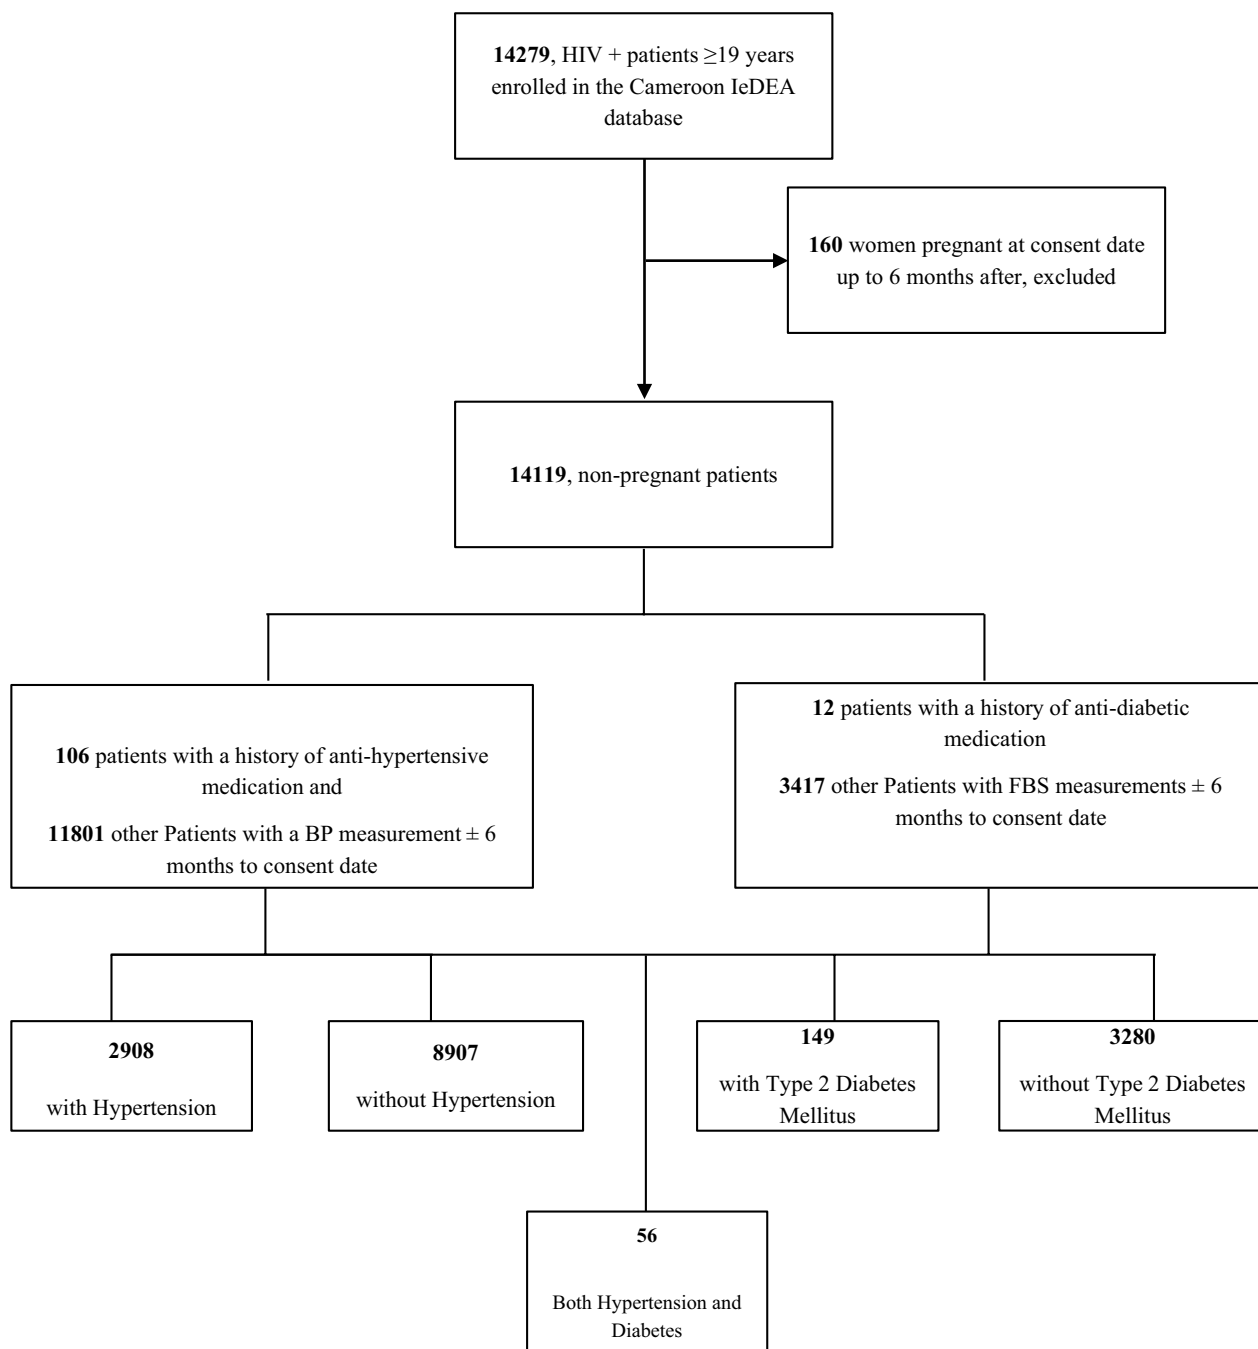 14279, HIV + patients ≥19 years
enrolled in the Cameroon IeDEA
database
160 women pregnant at consent date
up to 6 months after, excluded
14119, non-pregnant patients
106 patients with a history of anti-hypertensive
medication and
11801 other Patients with a BP measurement ± 6
months to consent date
12 patients with a history of anti-diabetic
medication
3417 other Patients with FBS measurements ± 6
months to consent date
2908
with Hypertension
8907
without Hypertension
149
with Type 2 Diabetes
Mellitus
3280
without Type 2 Diabetes
Mellitus
56
Both Hypertension and
Diabetes